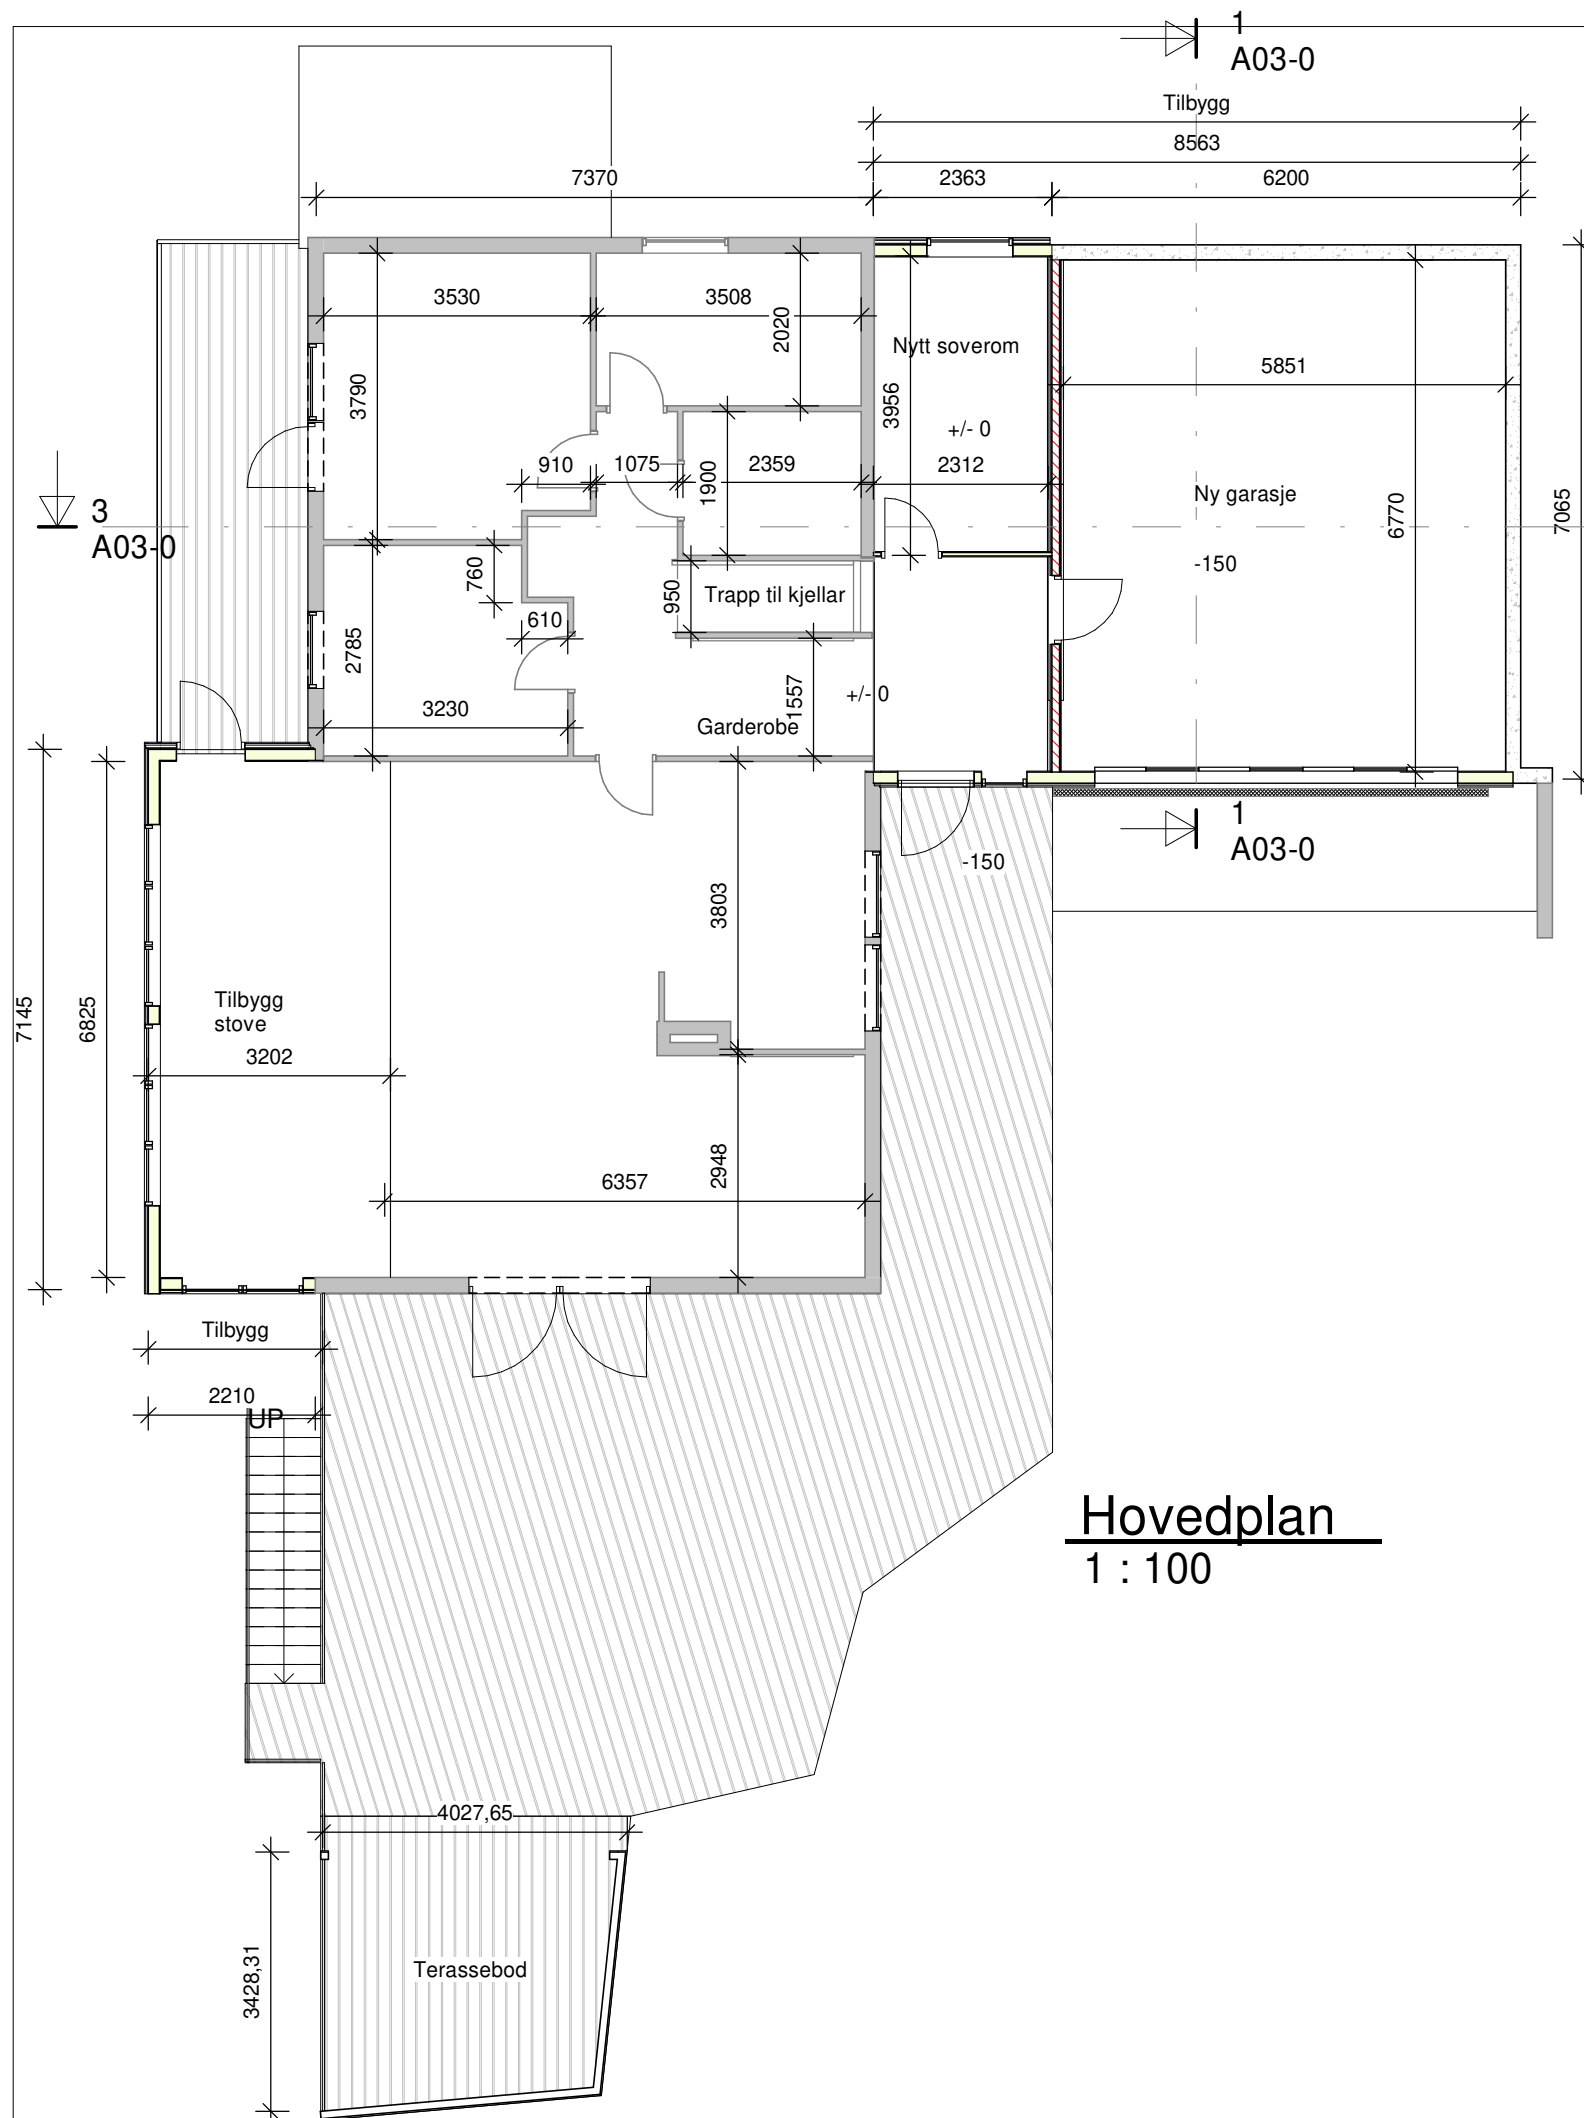 1
A03-0
Tilbygg
8563
7370
2363
6200
3530
3508
2020
Nytt soverom
3790
3956
5851
+/- 0
910
1075
2359
2312
1900
Ny garasje
6770
7065
3
A03-0
-150
760
950
Trapp til kjellar
610
2785
1557
+/- 0
3230
Garderobe
1
A03-0
-150
3803
7145
6825
Tilbygg
stove
3202
2948
6357
Tilbygg
2210
UP
Hovedplan
1 : 100
4027,65
3428,31
Terassebod